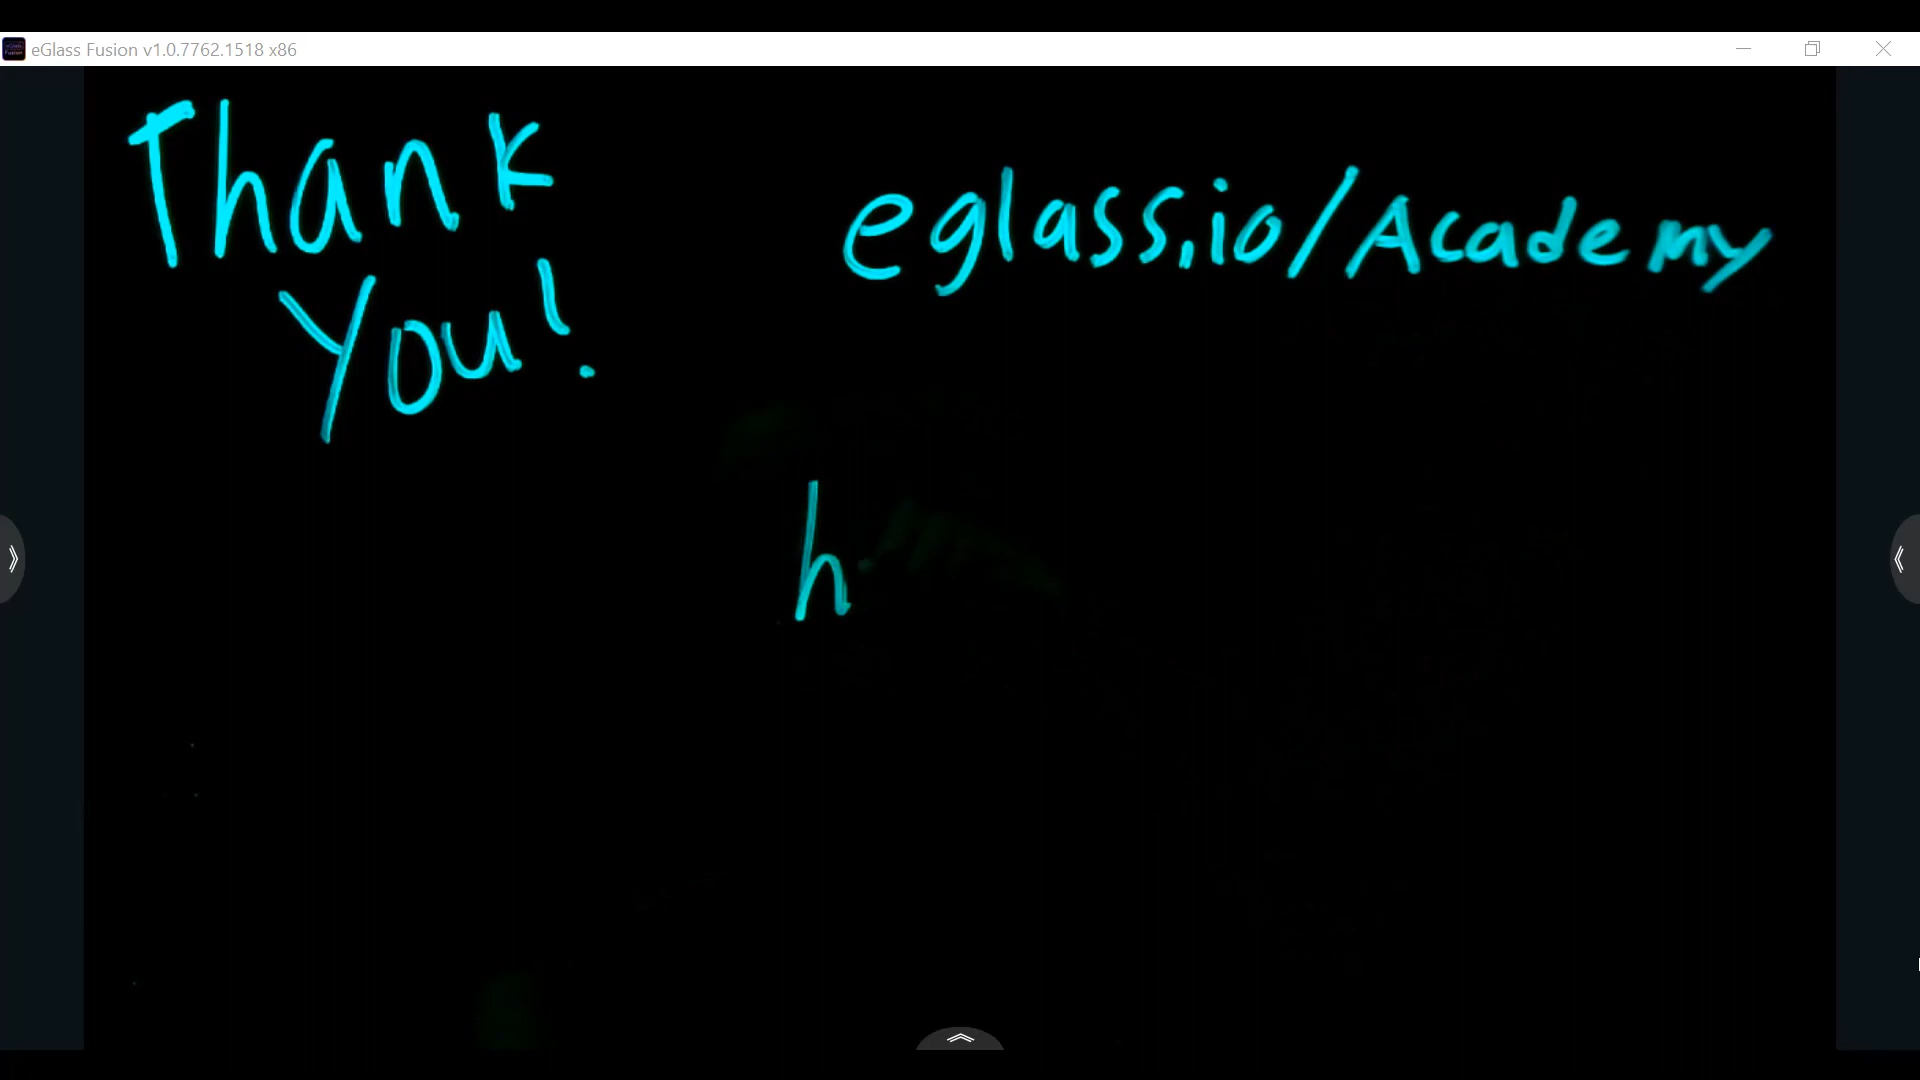 eGlass Fusion v1.0.7762.1518 x86
Thank
You!
eglass.io/Academy
h